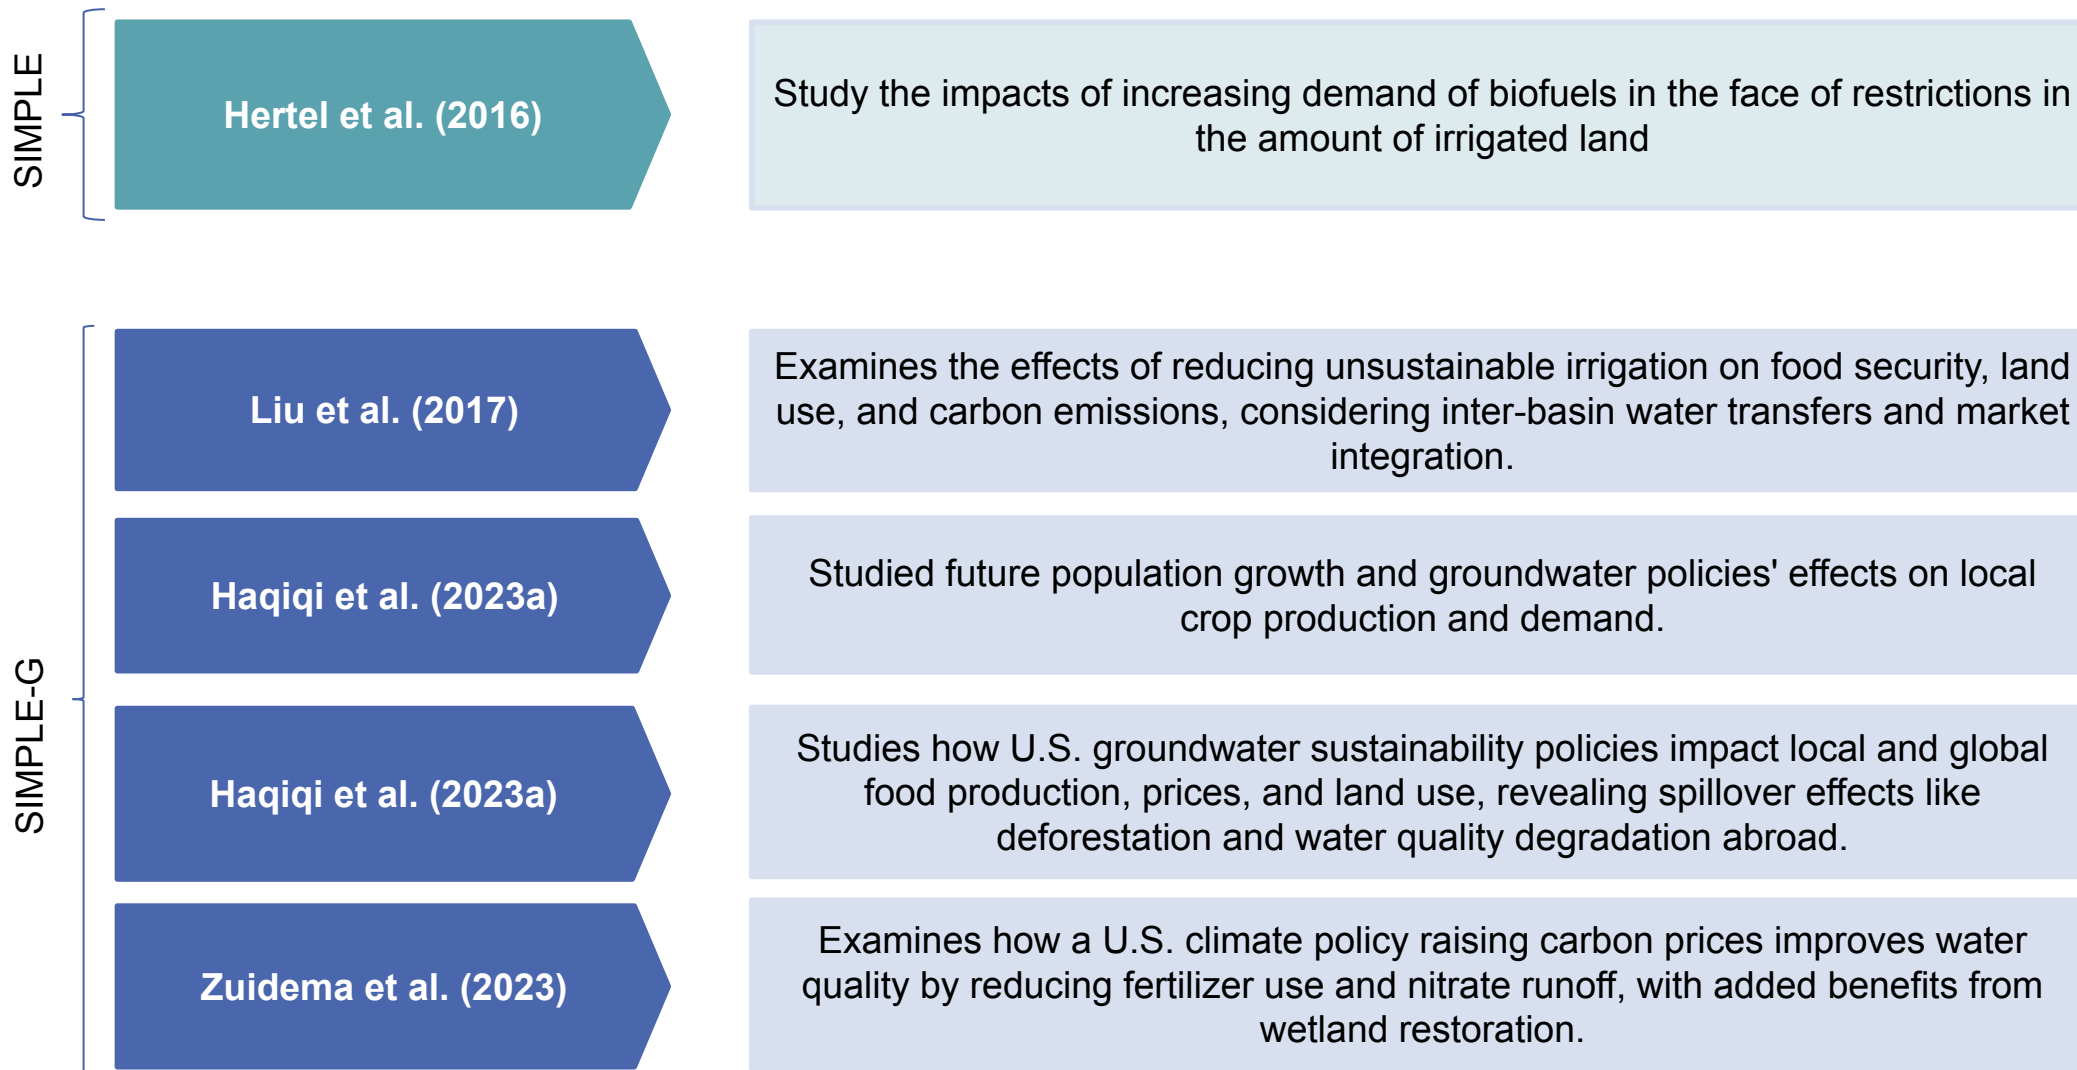 SIMPLE
Hertel et al. (2016)
Study the impacts of increasing demand of biofuels in the face of restrictions in
the amount of irrigated land
SIMPLE-G
Liu et al. (2017)
Examines the effects of reducing unsustainable irrigation on food security, land
use, and carbon emissions, considering inter-basin water transfers and market
integration.
Haqiqi et al. (2023a)
Studied future population growth and groundwater policies' effects on local
crop production and demand.
Haqiqi et al. (2023a)
Studies how U.S. groundwater sustainability policies impact local and global
food production, prices, and land use, revealing spillover effects like
deforestation and water quality degradation abroad.
Zuidema et al. (2023)
Examines how a U.S. climate policy raising carbon prices improves water
quality by reducing fertilizer use and nitrate runoff, with added benefits from
wetland restoration.